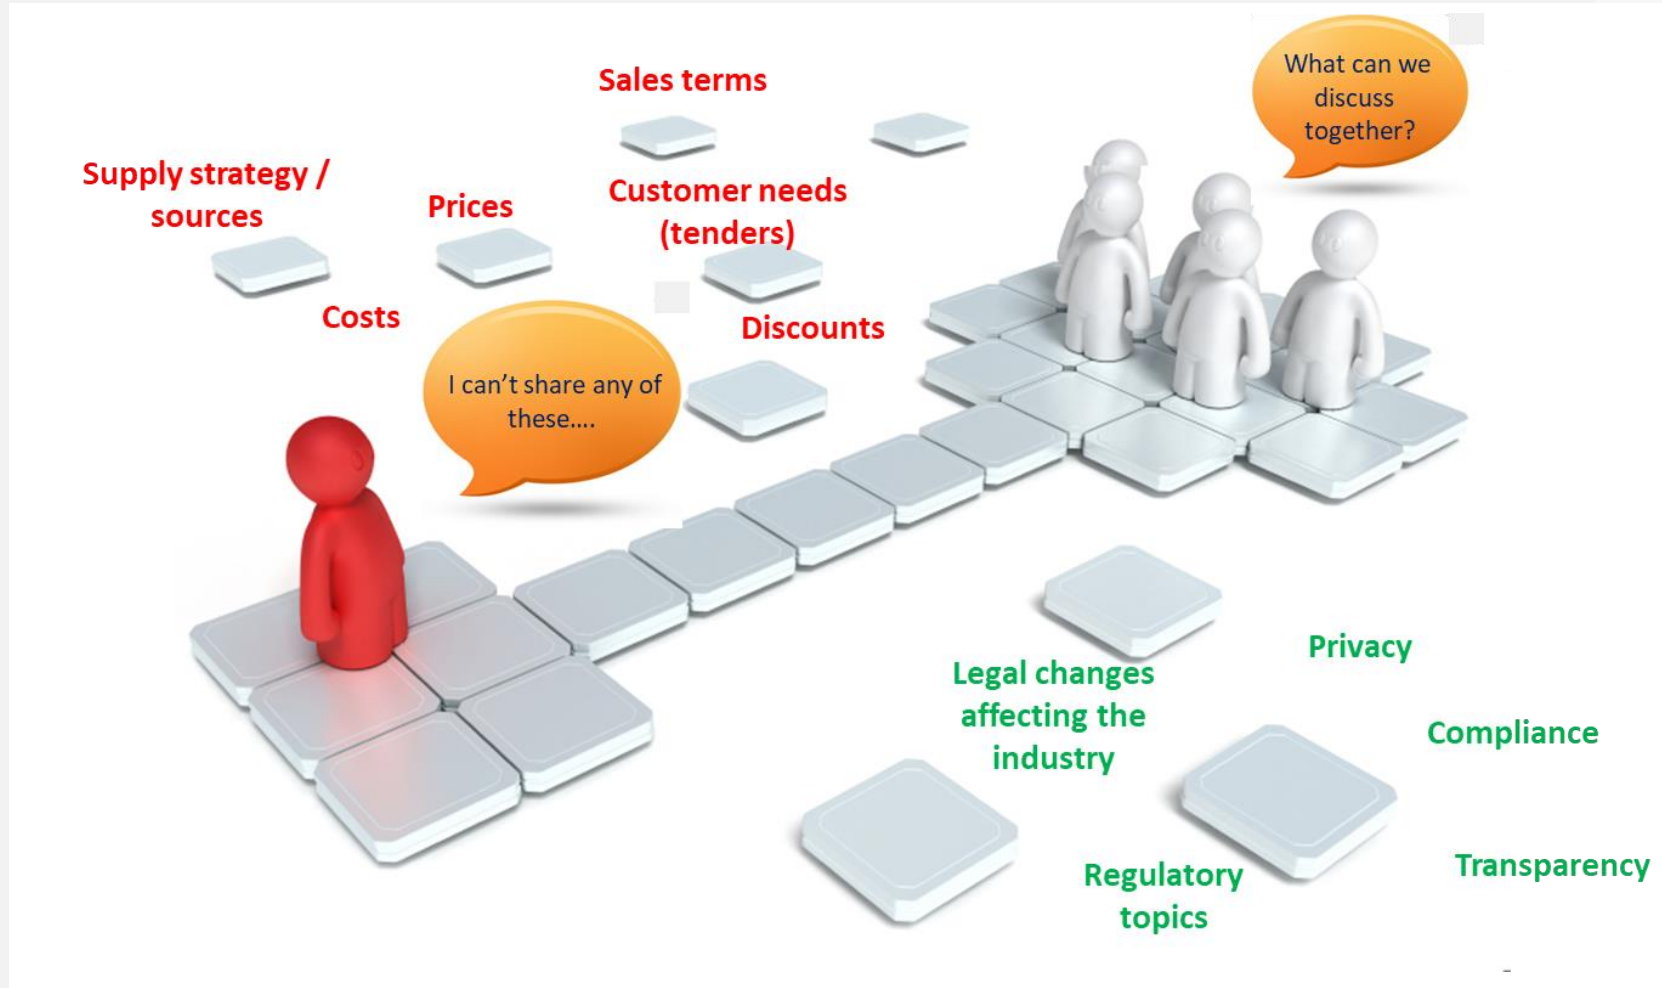 What can we
discuss
together?
Sales terms
Supply strategy /
sources
Prices
Customer needs
(tenders)
Costs
Discounts
I can’t share any of
these....
Privacy
Legal changes
affecting the
industry
Compliance
Transparency
Regulatory
topics